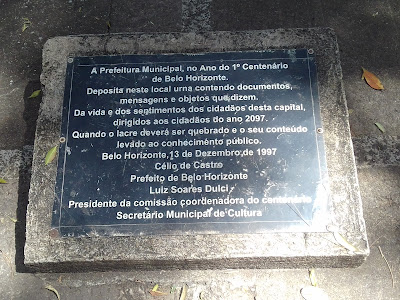 A Prefeitura Municipal, no Ano do 1º Centenário
de Belo Horizonte.
Deposita neste local urna contendo documentos,
mensagens e objetos que dizem.
Da vida e dos sentimentos dos cidadãos desta capital,
dirigidos aos cidadãos do ano 2097.
Quando o lacre deverá ser quebrado e o seu conteúdo
levado ao conhecimento público.
Belo Horizonte,13 de Dezembro de 1997
Célio de Castro
Prefeito de Belo Horizonte
Luiz Soares Dulci
Presidente da comissão coordenadora do centenário
Secretário Municipal de Cultura